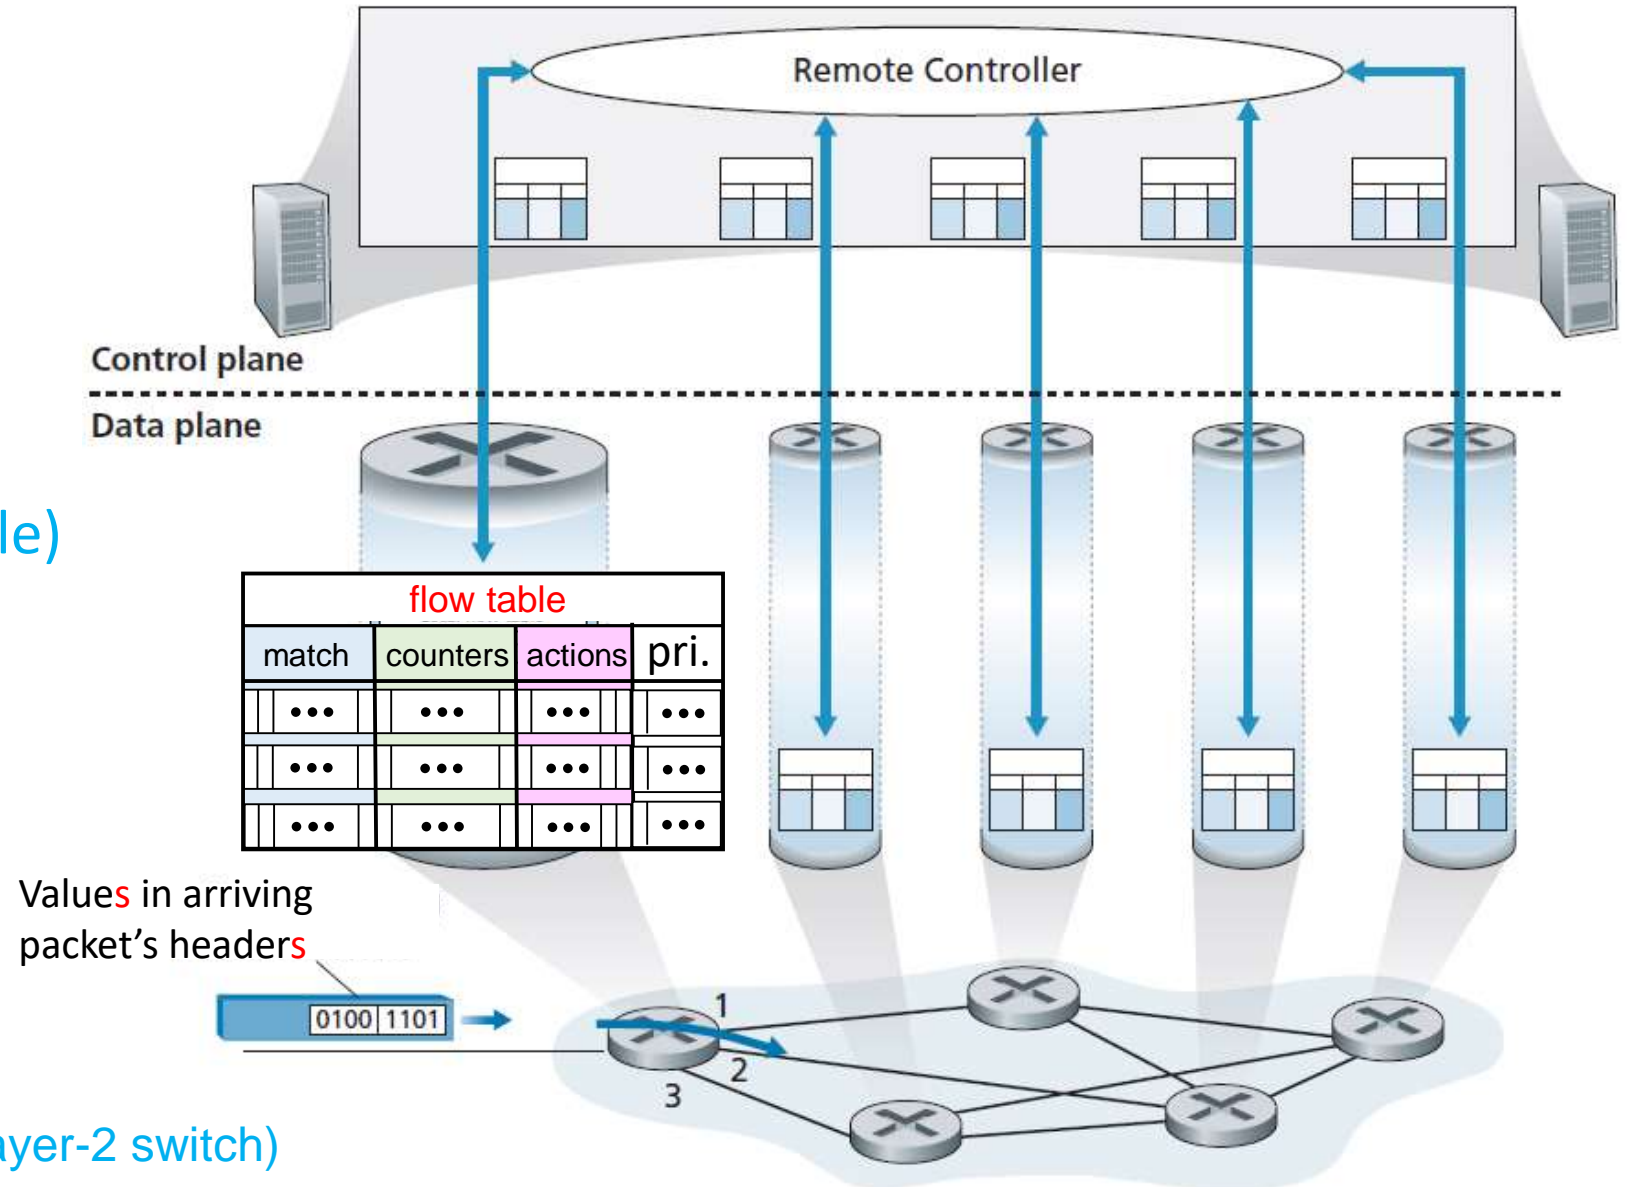 Remote Controller
Control plane
Data plane
le)
flow table
match counters actions pri.
••• ••• ••• •••
••• ••• ••• •••
••• ••• ••• •••
Values in arriving
packet’s headers
0100 1101
1
2
3
ayer-2 switch)